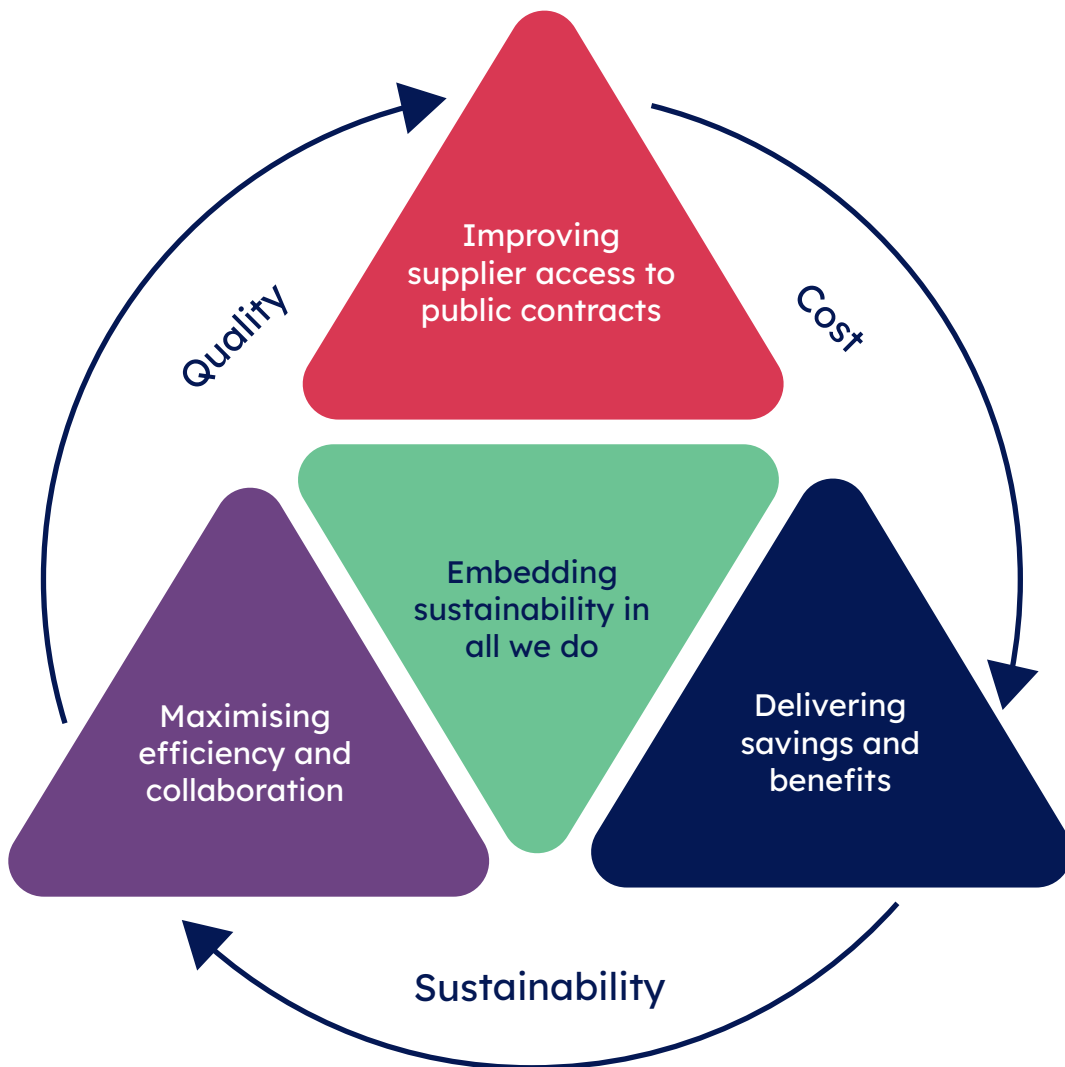 Improving
supplier access to
public contracts
Quality
Cost
Embedding
sustainability in
all we do
Maximising
efficiency and
collaboration
Delivering
savings and
benefits
Sustainability